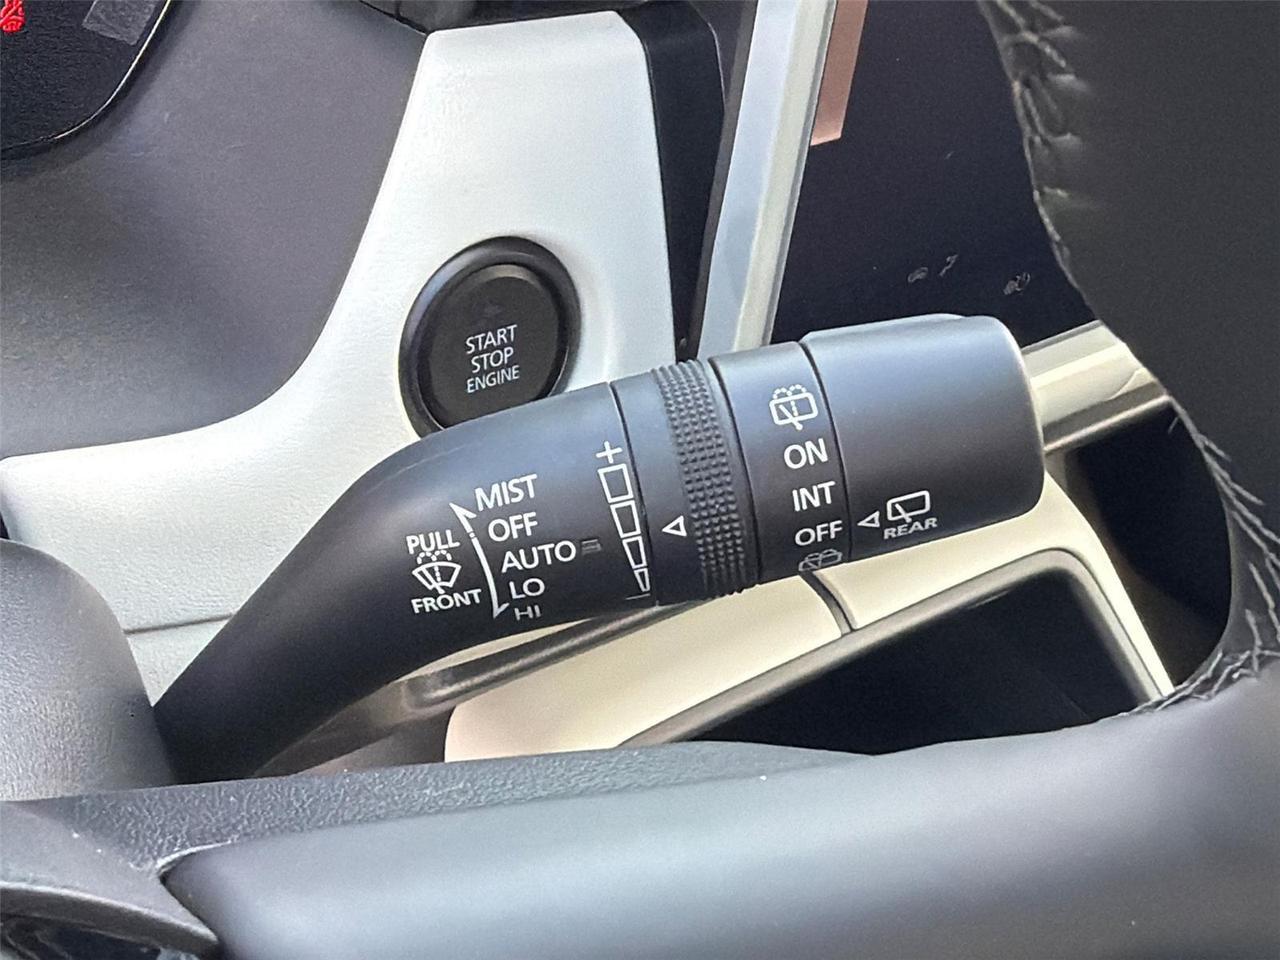 START
STOP
ENGINE
MIST
OFF
AUTO
LO
HI
PULL
FRONT
+
-
ON
INT
OFF
REAR